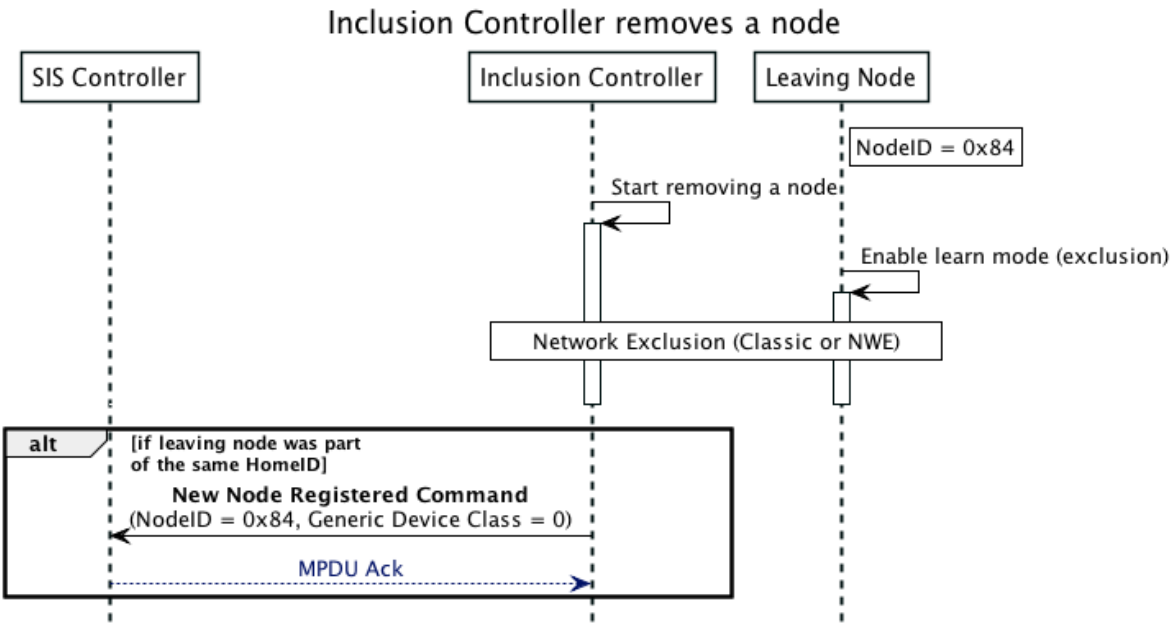 Inclusion Controller removes a node
SIS Controller
Inclusion Controller
Leaving Node
NodeID = 0x84
Start removing a node
Enable learn mode (exclusion)
Network Exclusion (Classic or NWE)
alt
[if leaving node was part
of the same HomeID]
New Node Registered Command
(NodeID = 0x84, Generic Device Class = 0)
MPDU Ack